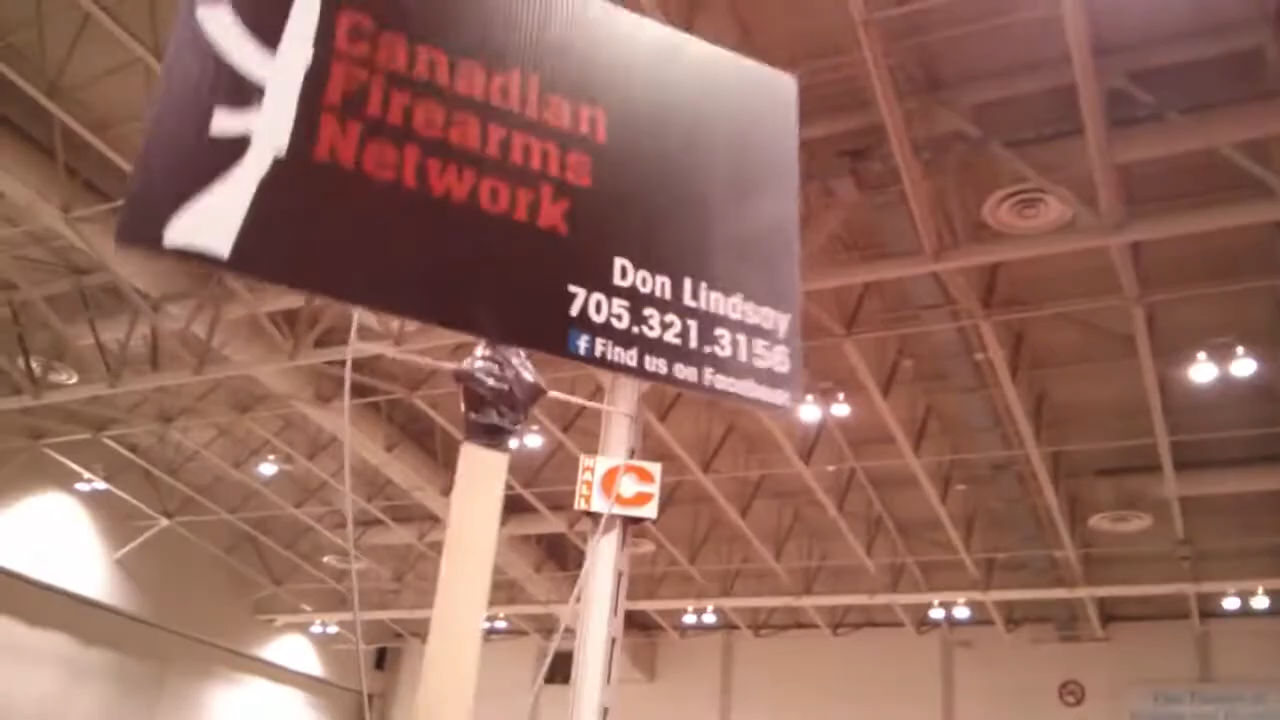 Canadian
Firearms
Network
Don Lindsay
705.321.3156
f Find us on Facebook
HALL
C